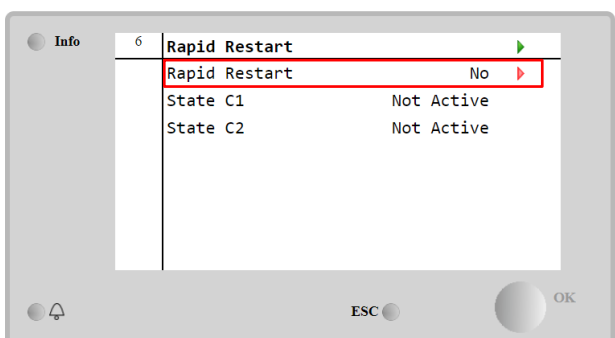 Info
6 Rapid Restart
Rapid Restart No
State C1 Not Active
State C2 Not Active
ESC
OK